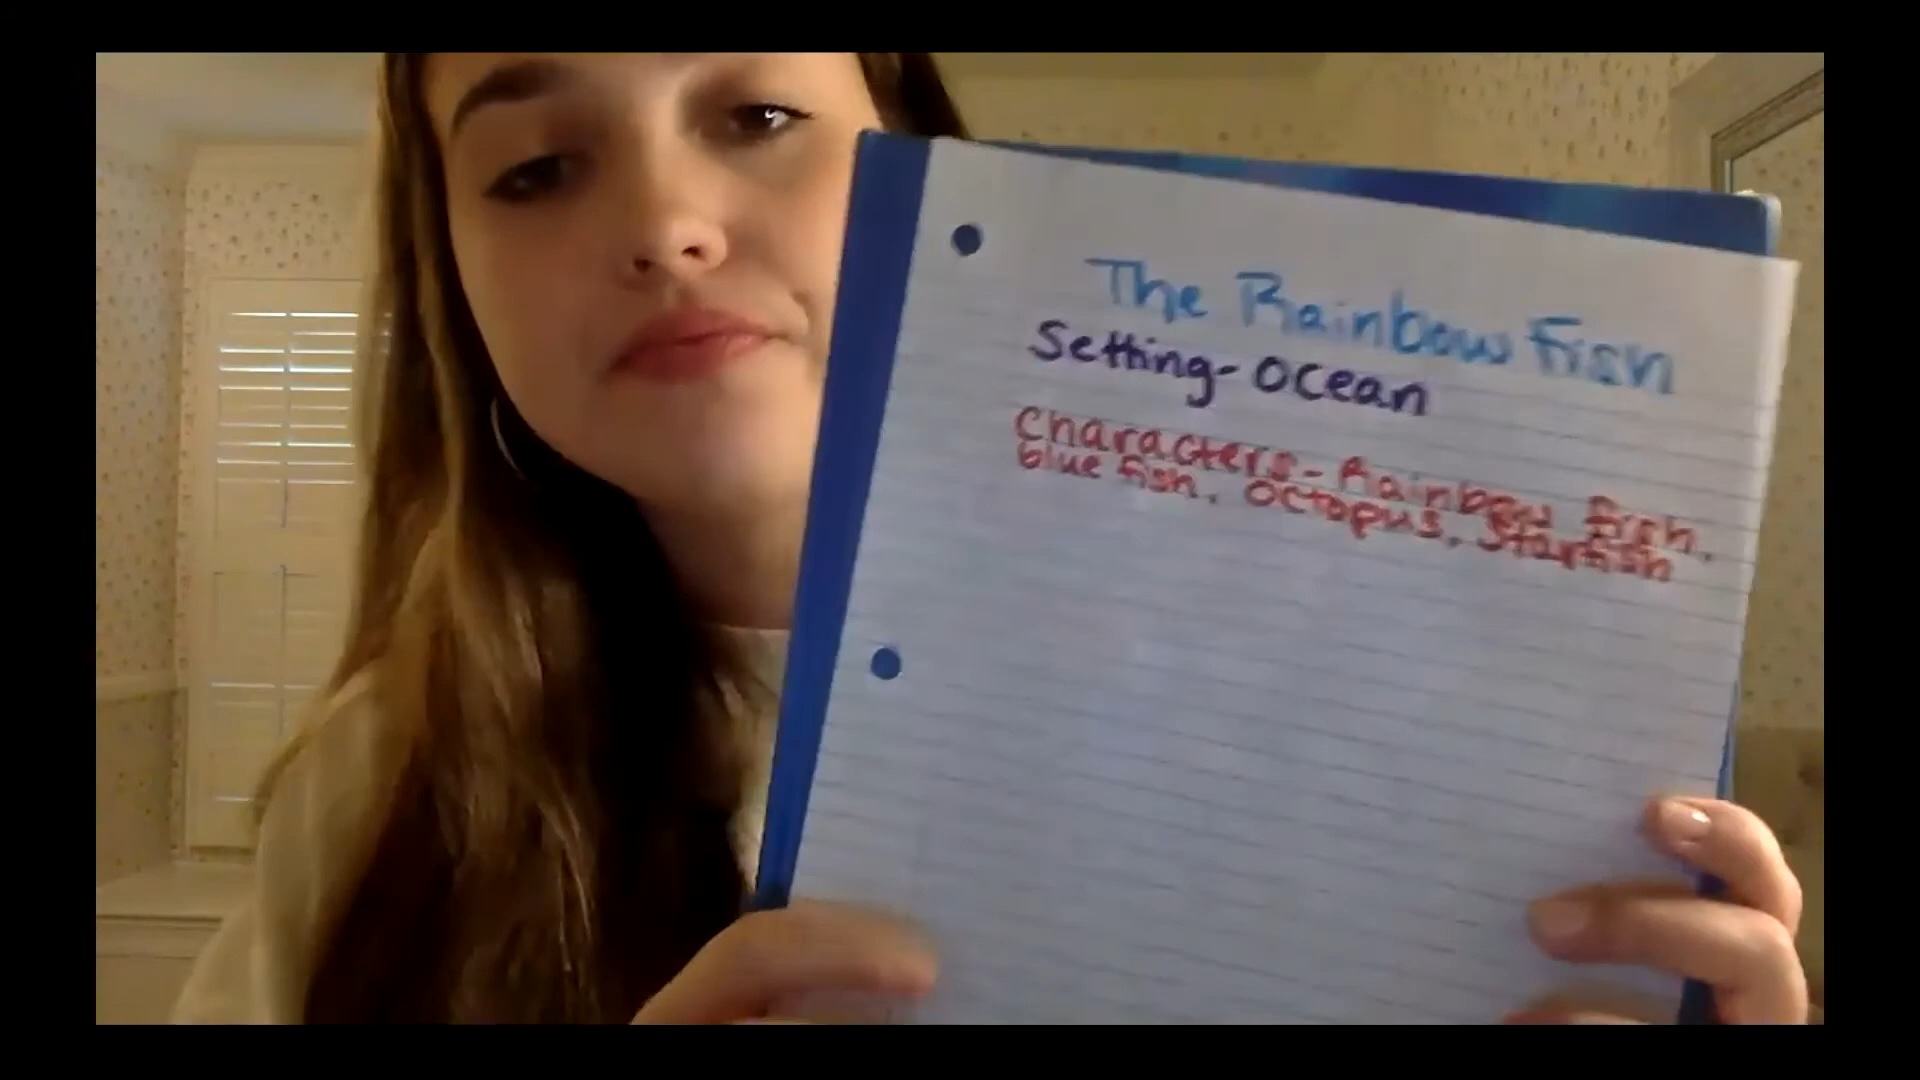 The Rainbow Fish
Setting- Ocean
Characters- Rainbow fish,
blue fish, Octopus, Starfish